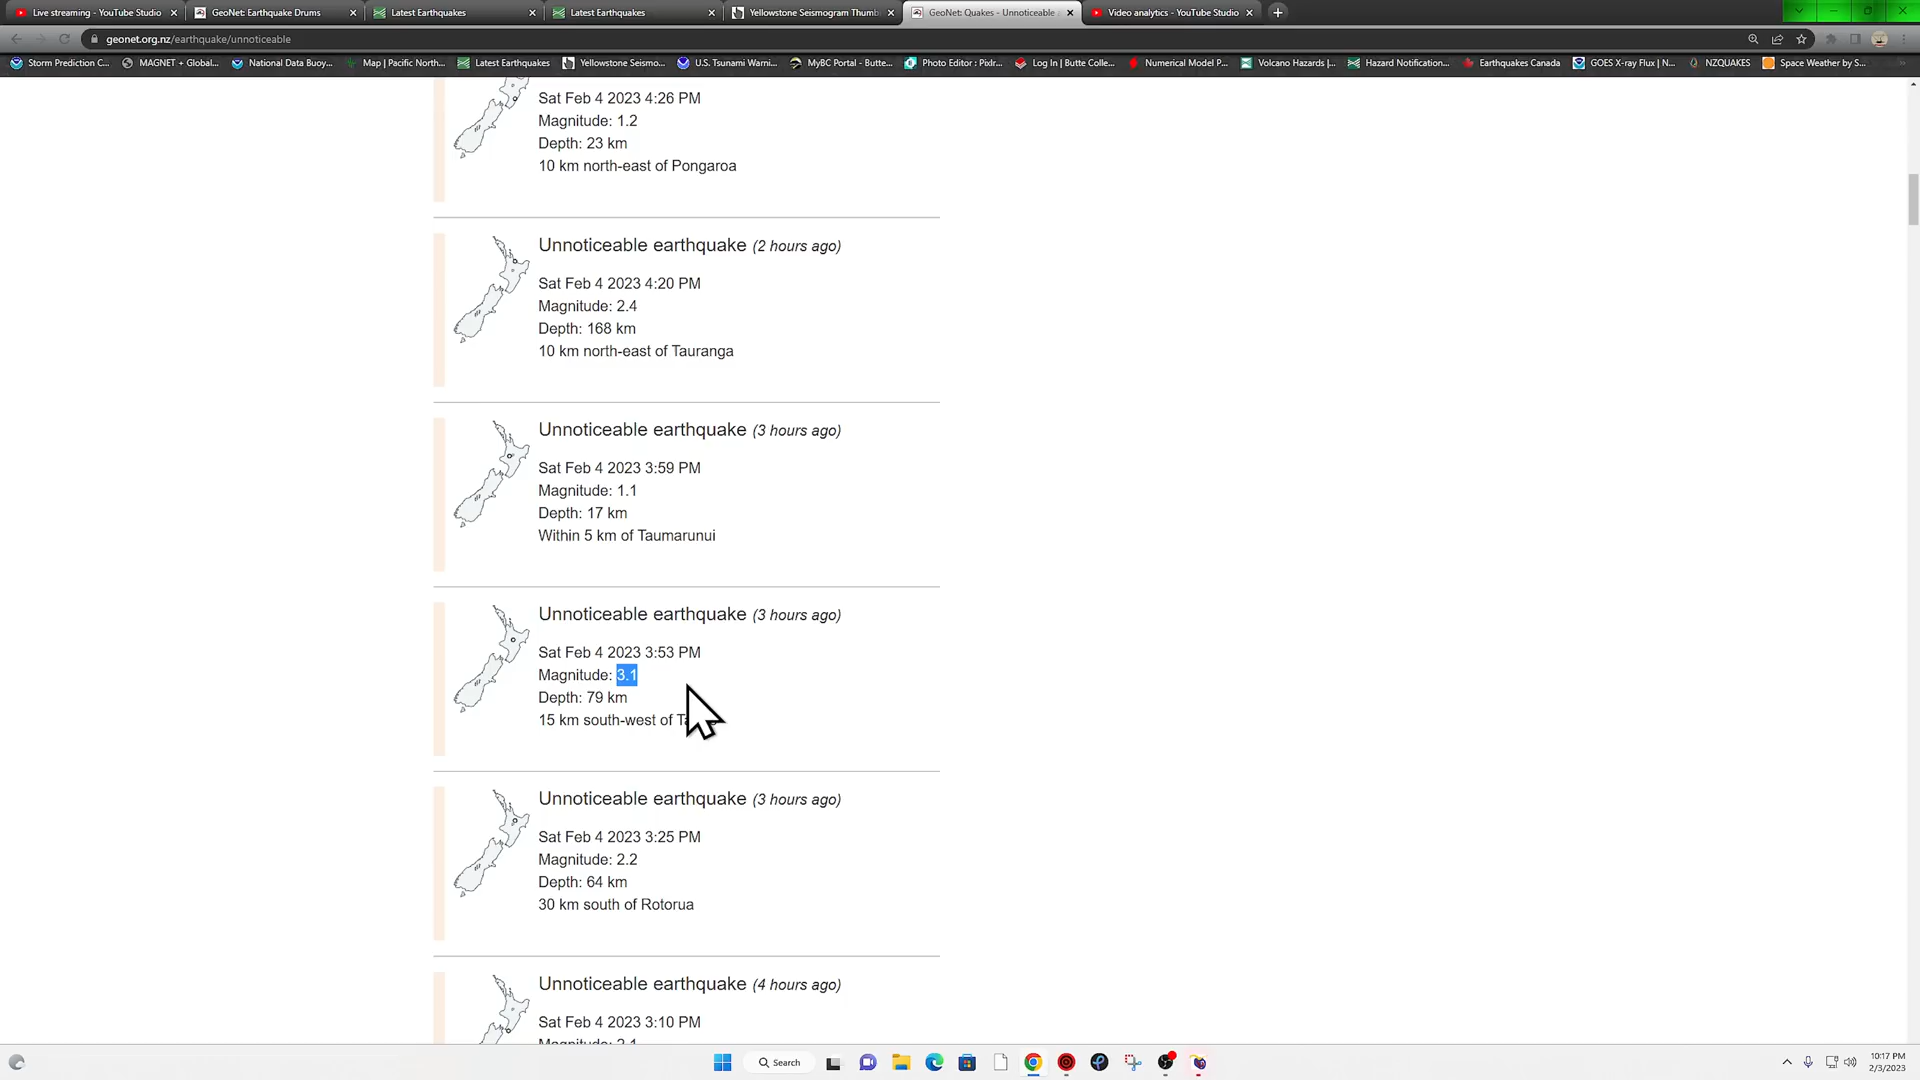 Live streaming - YouTube Studio
GeoNet: Earthquake Drums
Latest Earthquakes
Latest Earthquakes
Yellowstone Seismogram Thumb
GeoNet: Quakes - Unnoticeable
Video analytics - YouTube Studio
geonet.org.nz/earthquake/unnoticeable
Storm Prediction C...
MAGNET + Global...
National Data Buoy...
Map | Pacific North...
Latest Earthquakes
Yellowstone Seismo...
U.S. Tsunami Warni...
MyBC Portal - Butte...
Photo Editor : Pixlr...
Log In | Butte Colle...
Numerical Model P...
Volcano Hazards |...
Hazard Notification...
Earthquakes Canada
GOES X-ray Flux | N...
NZQUAKES
Space Weather by S...
Sat Feb 4 2023 4:26 PM
Magnitude: 1.2
Depth: 23 km
10 km north-east of Pongaroa
Unnoticeable earthquake (2 hours ago)
Sat Feb 4 2023 4:20 PM
Magnitude: 2.4
Depth: 168 km
10 km north-east of Tauranga
Unnoticeable earthquake (3 hours ago)
Sat Feb 4 2023 3:59 PM
Magnitude: 1.1
Depth: 17 km
Within 5 km of Taumarunui
Unnoticeable earthquake (3 hours ago)
Sat Feb 4 2023 3:53 PM
Magnitude: 3.1
Depth: 79 km
15 km south-west of
Unnoticeable earthquake (3 hours ago)
Sat Feb 4 2023 3:25 PM
Magnitude: 2.2
Depth: 64 km
30 km south of Rotorua
Unnoticeable earthquake (4 hours ago)
Sat Feb 4 2023 3:10 PM
Magnitude: 2.1
Search
10:17 PM
2/3/2023